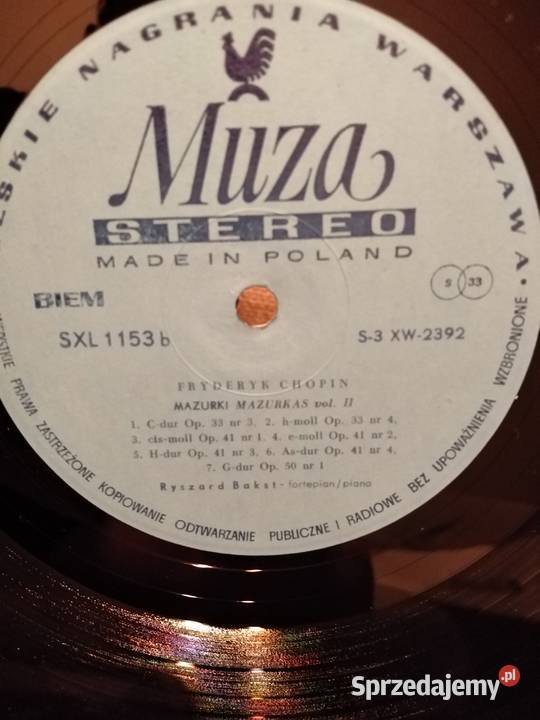 SKIE NAGRANIA WARSZAWA •
Muza
STEREO
MADE IN POLAND
BIEM
S 33
SXL 1153 b
S-3 XW-2392
FRYDERYK CHOPIN
MAZURKI MAZURKAS vol. II
1. C-dur Op. 33 nr 3, 2. h-moll Op. 33 nr 4,
3. cis-moll Op. 41 nr 1. 4. e-moll Op. 41 nr 2,
5. H-dur Op. 41 nr 3, 6. As-dur Op. 41 nr 4,
7. G-dur Op. 50 nr 1
Ryszard Bakst - fortepian/piano
PRAWA ZASTRZEŻONE KOPIOWANIE ODTWARZANIE PUBLICZNE I RADIOWE BEZ UPOWAŻNIENIA WZBRONIONE
Sprzedajemy.pl